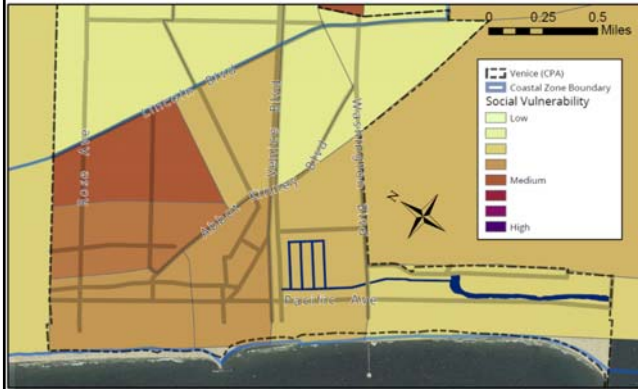 0 0.25 0.5
Miles
Venice (CPA)
Coastal Zone Boundary
Social Vulnerability
Low
Medium
High
Lincoln Blvd
Rose Ave
Venice Blvd
Washington Blvd
Abbot Kinney Blvd
N
Pacific Ave